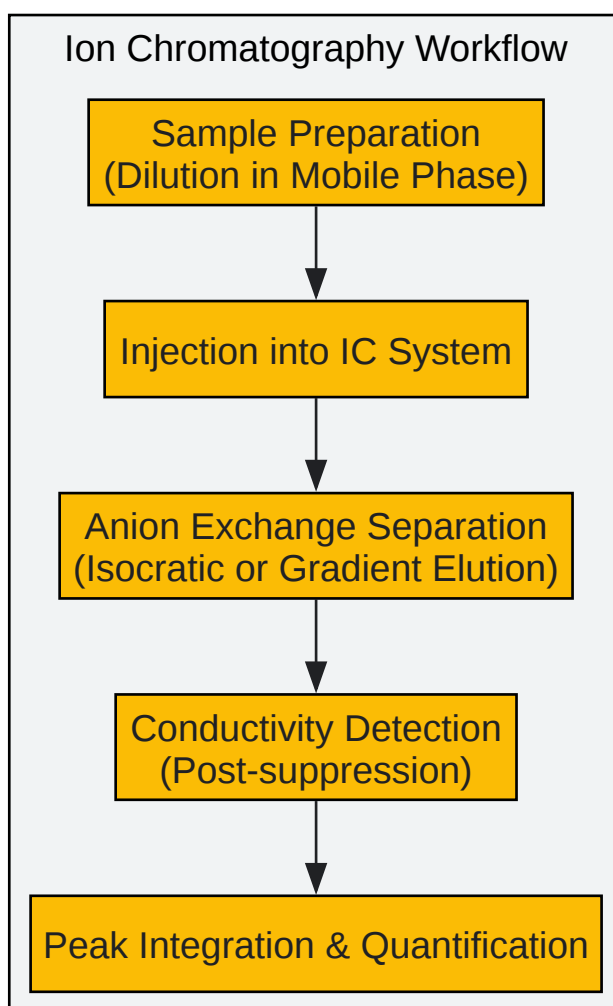 Ion Chromatography Workflow
Sample Preparation
(Dilution in Mobile Phase)
Injection into IC System
Anion Exchange Separation
(Isocratic or Gradient Elution)
Conductivity Detection
(Post-suppression)
Peak Integration & Quantification